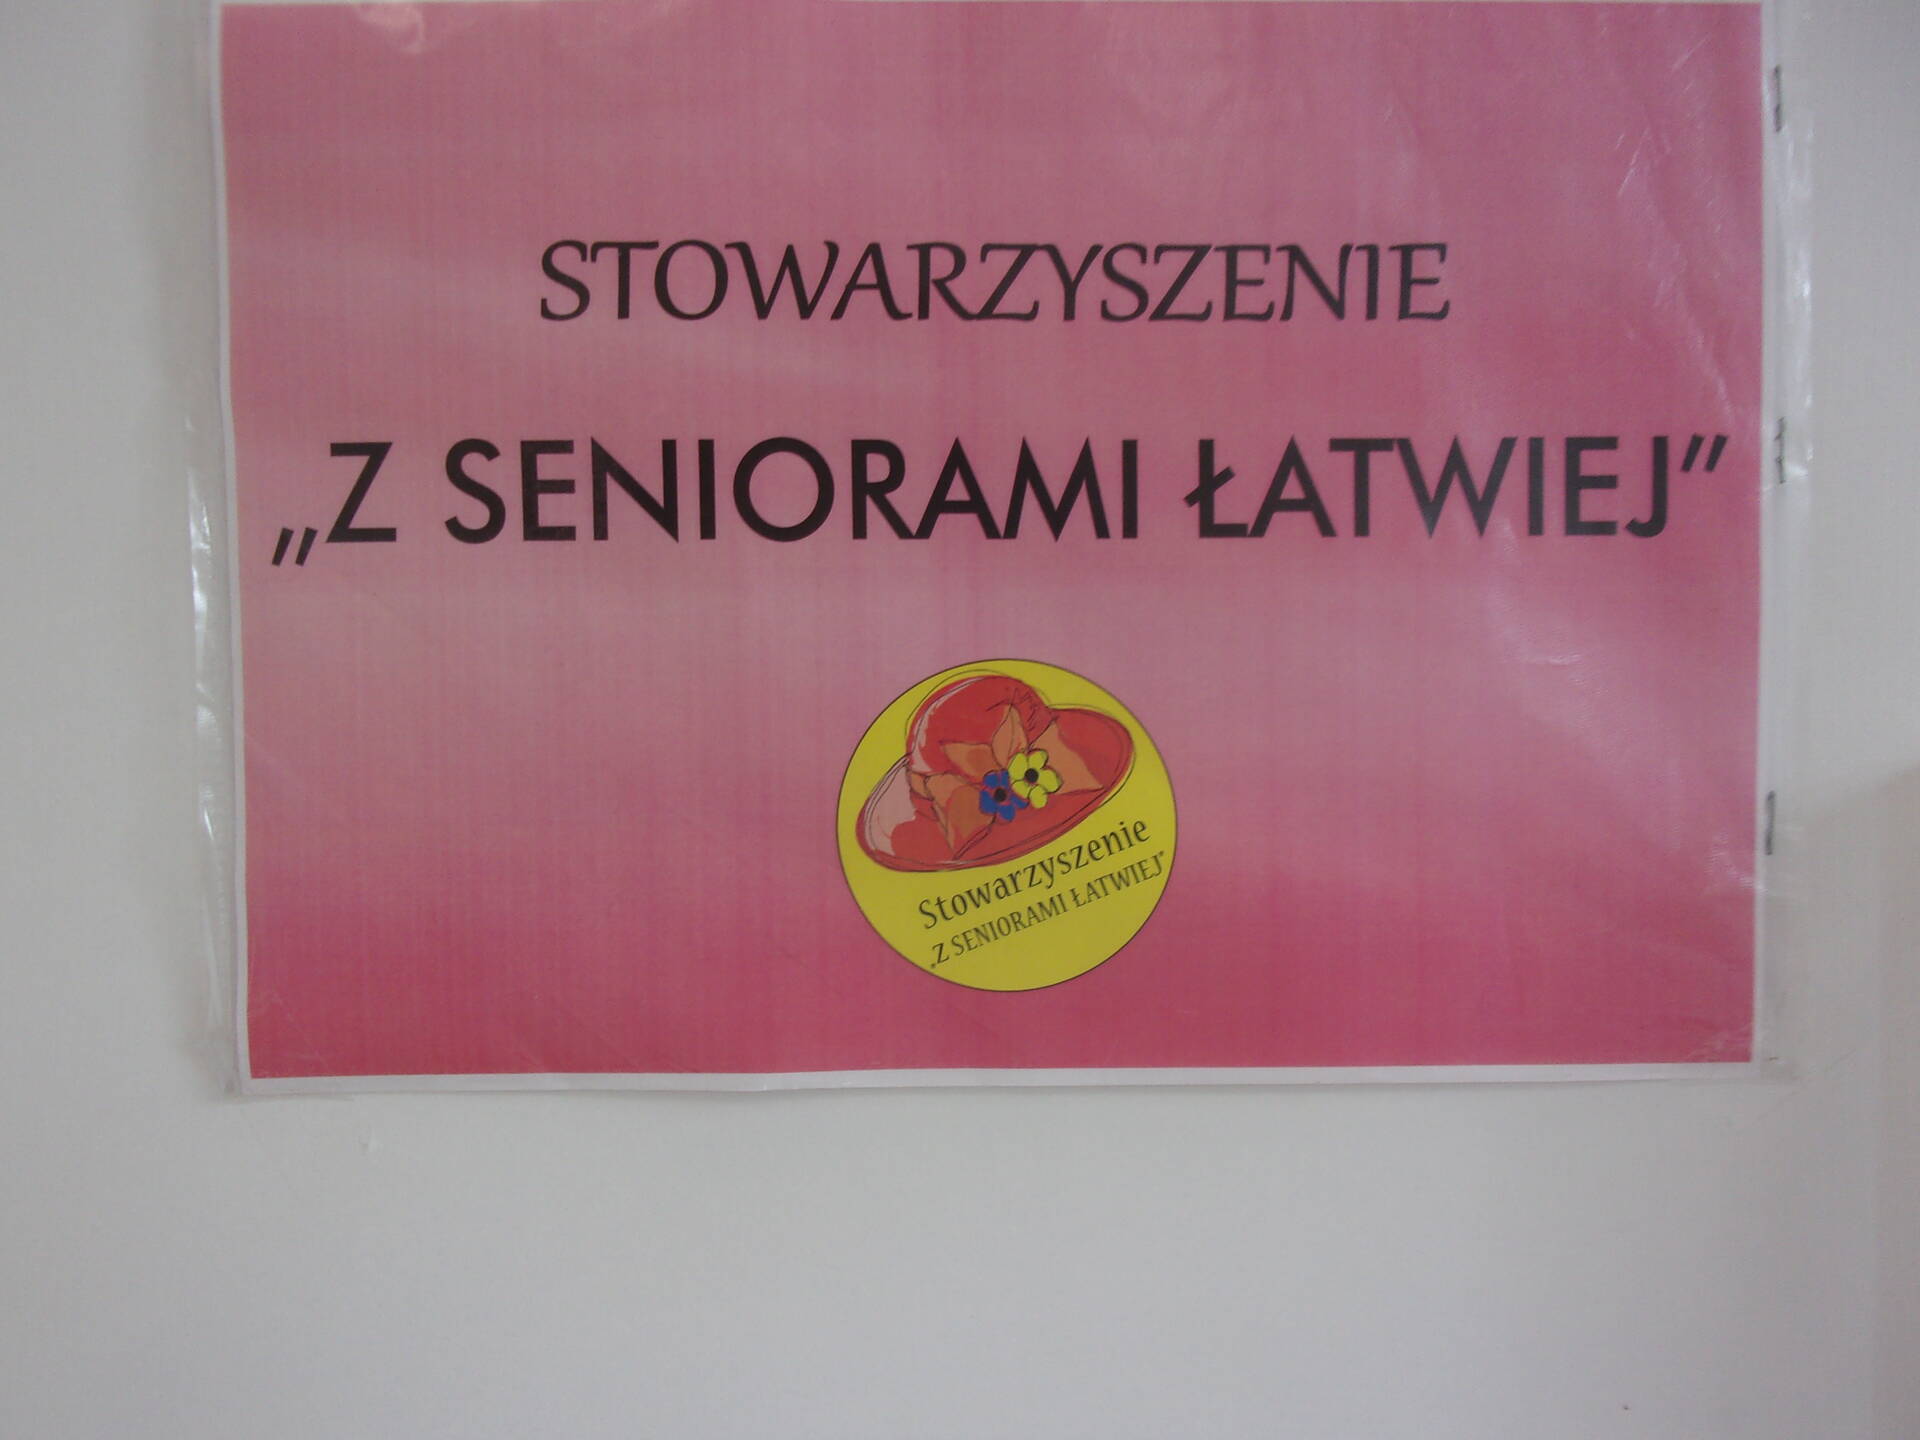 STOWARZYSZENIE
„Z SENIORAMI ŁATWIEJ”
Stowarzyszenie
„Z SENIORAMI ŁATWIEJ”